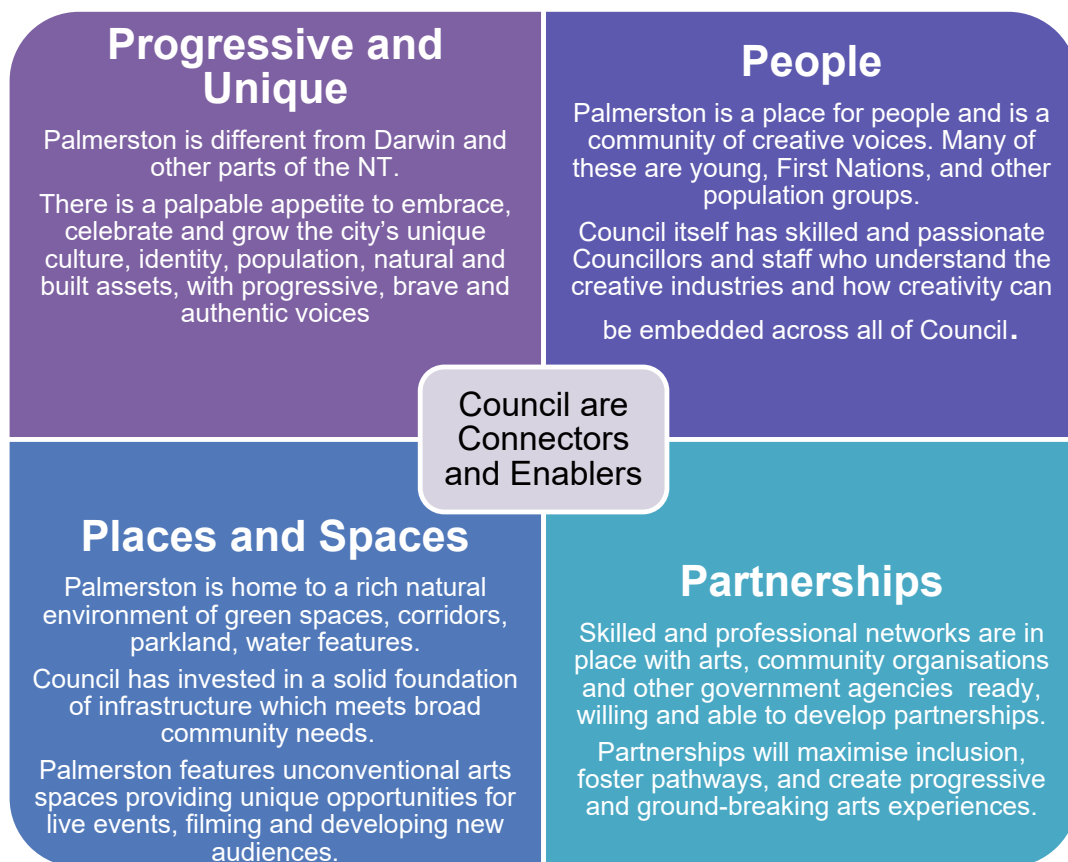 Progressive and
Unique
Palmerston is different from Darwin and
other parts of the NT.
There is a palpable appetite to embrace,
celebrate and grow the city's unique
culture, identity, population, natural and
built assets, with progressive, brave and
authentic voices
People
Palmerston is a place for people and is a
community of creative voices. Many of
these are young, First Nations, and other
population groups.
Council itself has skilled and passionate
Councillors and staff who understand the
creative industries and how creativity can
be embedded across all of Council.
Council are
Connectors
and Enablers
Places and Spaces
Palmerston is home to a rich natural
environment of green spaces, corridors,
parkland, water features.
Council has invested in a solid foundation
of infrastructure which meets broad
community needs.
Palmerston features unconventional arts
spaces providing unique opportunities for
live events, filming and developing new
audiences.
Partnerships
Skilled and professional networks are in
place with arts, community organisations
and other government agencies  ready,
willing and able to develop partnerships.
Partnerships will maximise inclusion,
foster pathways, and create progressive
and ground-breaking arts experiences.